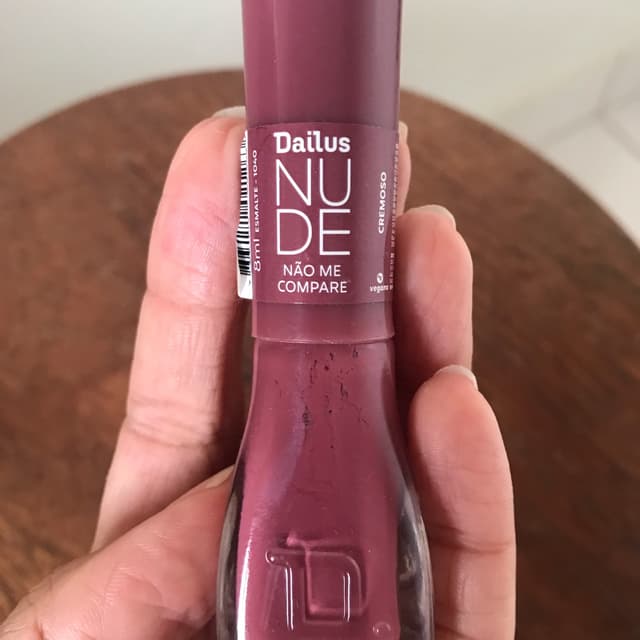 Dailus
NU
DE
NÃO ME
COMPARE
CREMOSO
vegano
8ml ESMALTE - 1040